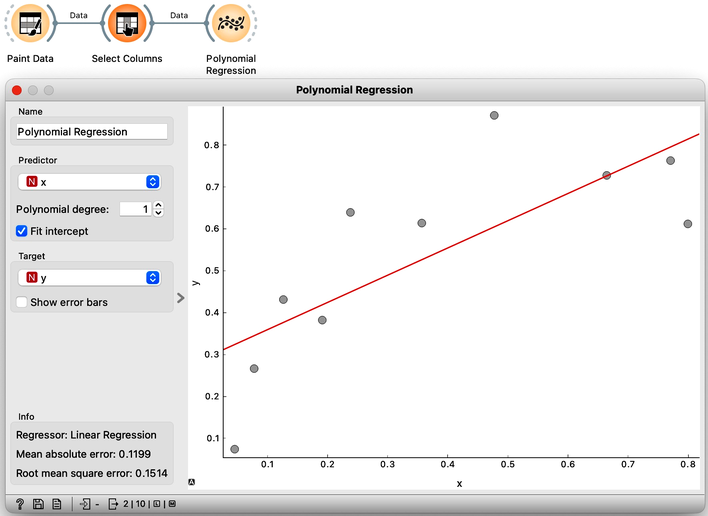 Data
Data
Paint Data
Select Columns
Polynomial
Regression
Polynomial Regression
Name
Polynomial Regression
Predictor
N x
Polynomial degree: 1
Fit intercept
Target
N y
Show error bars
Info
Regressor: Linear Regression
Mean absolute error: 0.1199
Root mean square error: 0.1514
y
0.8
0.7
0.6
0.5
0.4
0.3
0.2
0.1
0.1 0.2 0.3 0.4 0.5 0.6 0.7 0.8
x
A
? - 2 | 10 | L | M